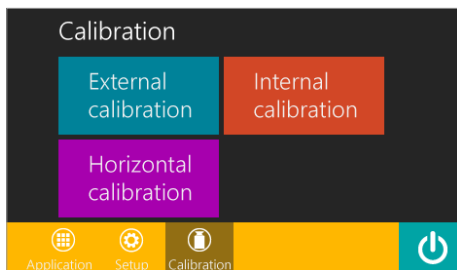 Calibration
External
calibration
Internal
calibration
Horizontal
calibration
Application Setup Calibration